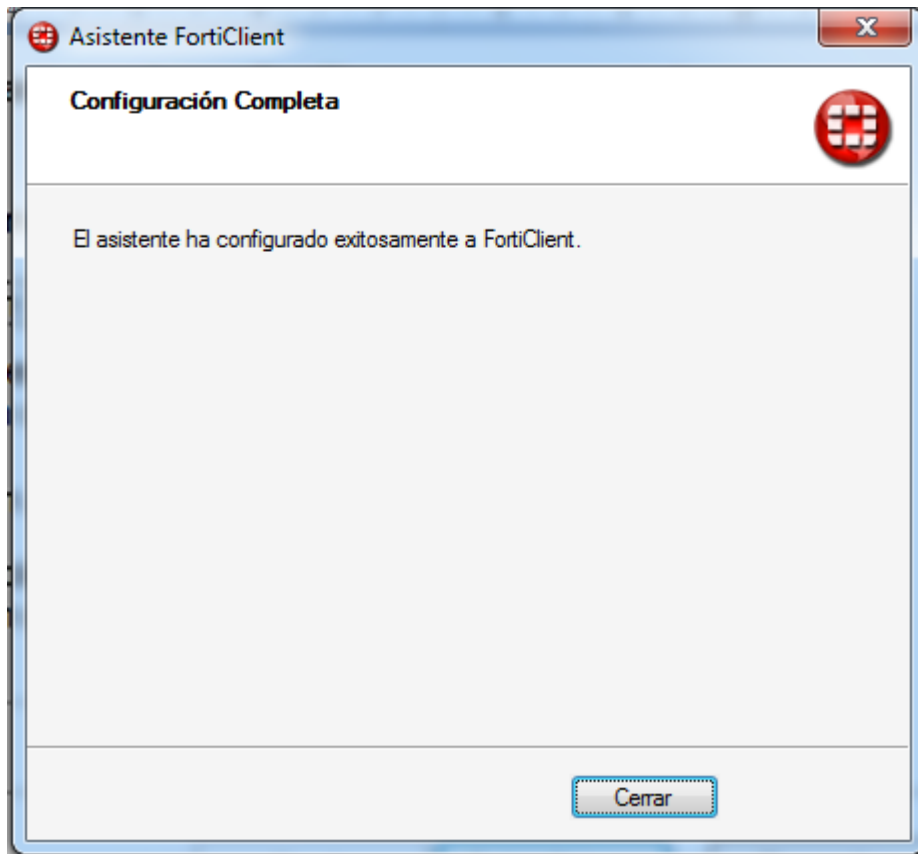 Asistente FortiClient
Configuración Completa
El asistente ha configurado exitosamente a FortiClient.
Cerrar